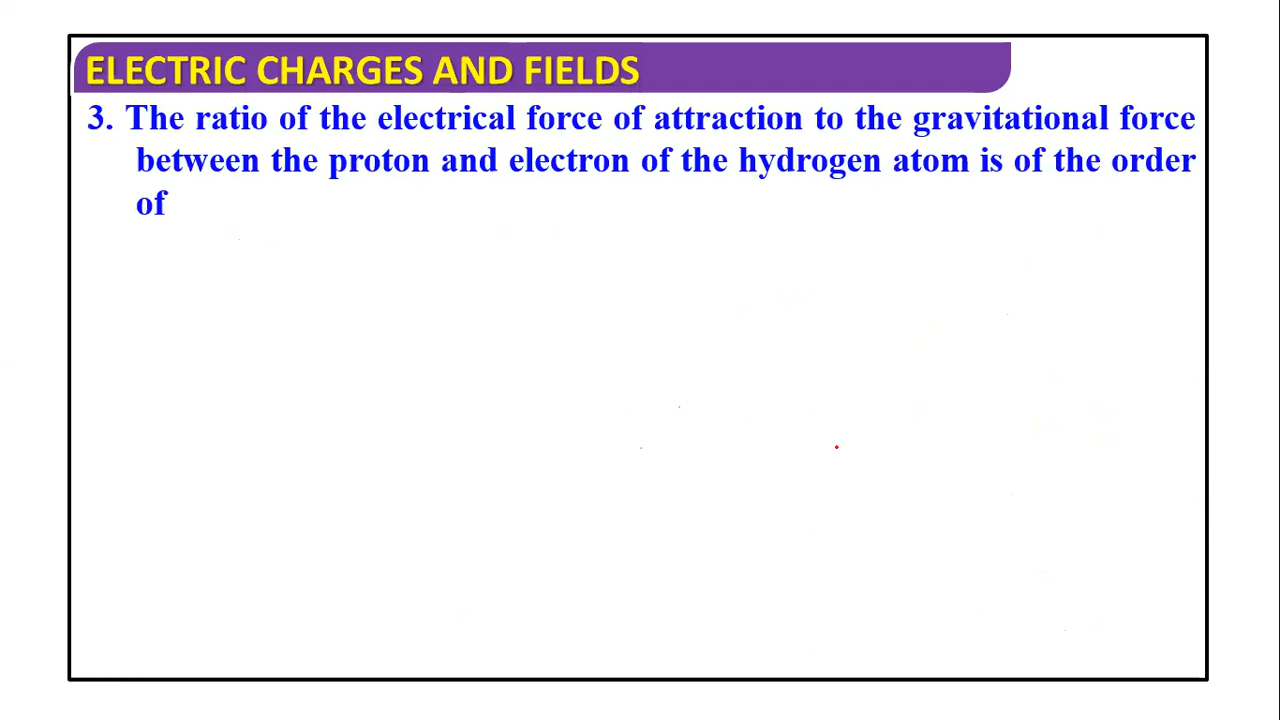 ELECTRIC CHARGES AND FIELDS
3. The ratio of the electrical force of attraction to the gravitational force
between the proton and electron of the hydrogen atom is of the order
of